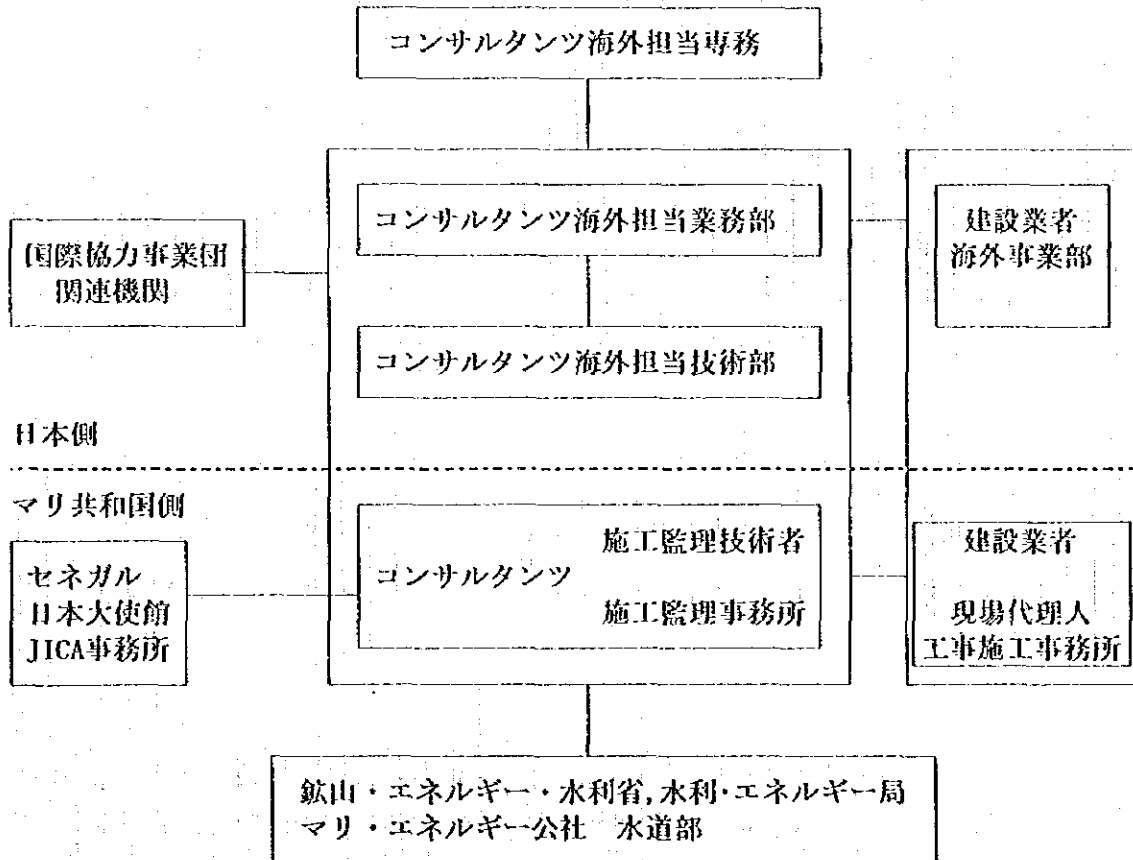 コンサルタンツ海外担当専務
コンサルタンツ海外担当業務部
建設業者
海外事業部
国際協力事業団
関連機関
コンサルタンツ海外担当技術部
日本側
マリ共和国側
施工監理技術者
コンサルタンツ
施工監理事務所
建設業者
現場代理人
工事施工事務所
セネガル
日本大使館
JICA事務所
鉱山・エネルギー・水利省,水利・エネルギー局
マリ・エネルギー公社 水道部